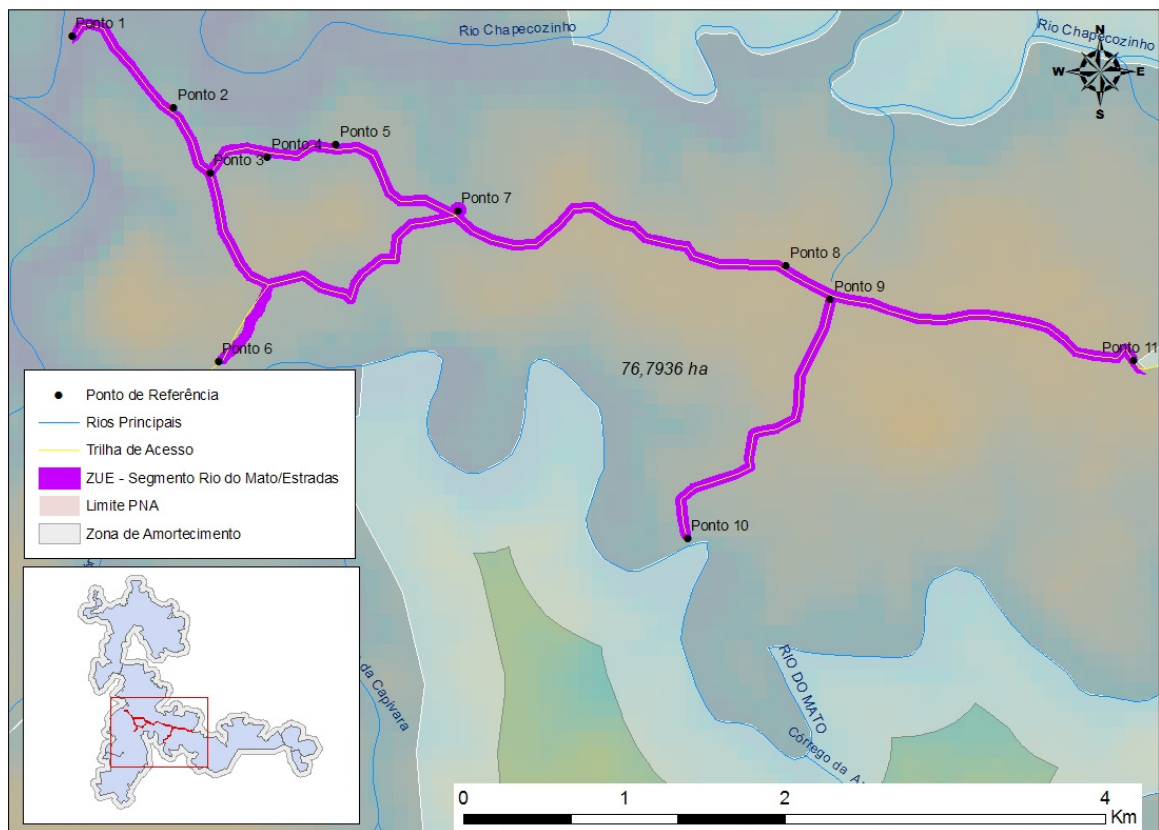 Ponto 1
Rio Chapecozinho
Rio Chapecozinho
N
W E
S
Ponto 2
Ponto 3
Ponto 4
Ponto 5
Ponto 7
Ponto 8
Ponto 9
Ponto 6
Ponto 11
76,7936 ha
Ponto de Referência
Rios Principais
Trilha de Acesso
ZUE - Segmento Rio do Mato/Estradas
Limite PNA
Zona de Amortecimento
Ponto 10
da Capivara
RIO DO MATO
Córrego da
0 1 2 4
Km